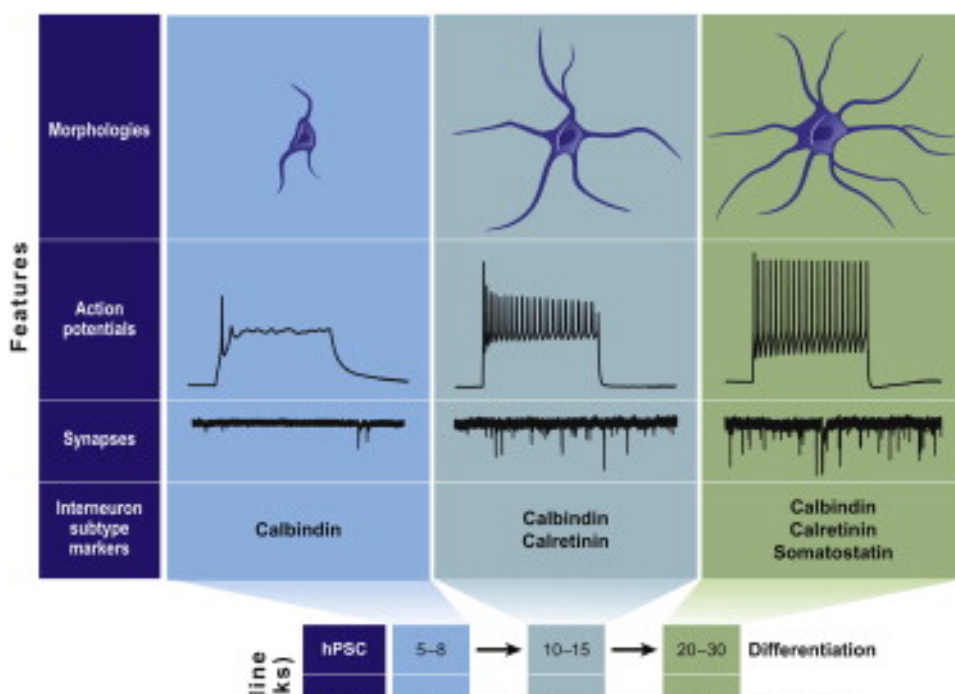 Features
Morphologies
Action
potentials
Synapses
Interneuron
subtype
markers
Calbindin
Calbindin
Calretinin
Calbindin
Calretinin
Somatostatin
hPSC
5–8
10–15
20–30
Differentiation